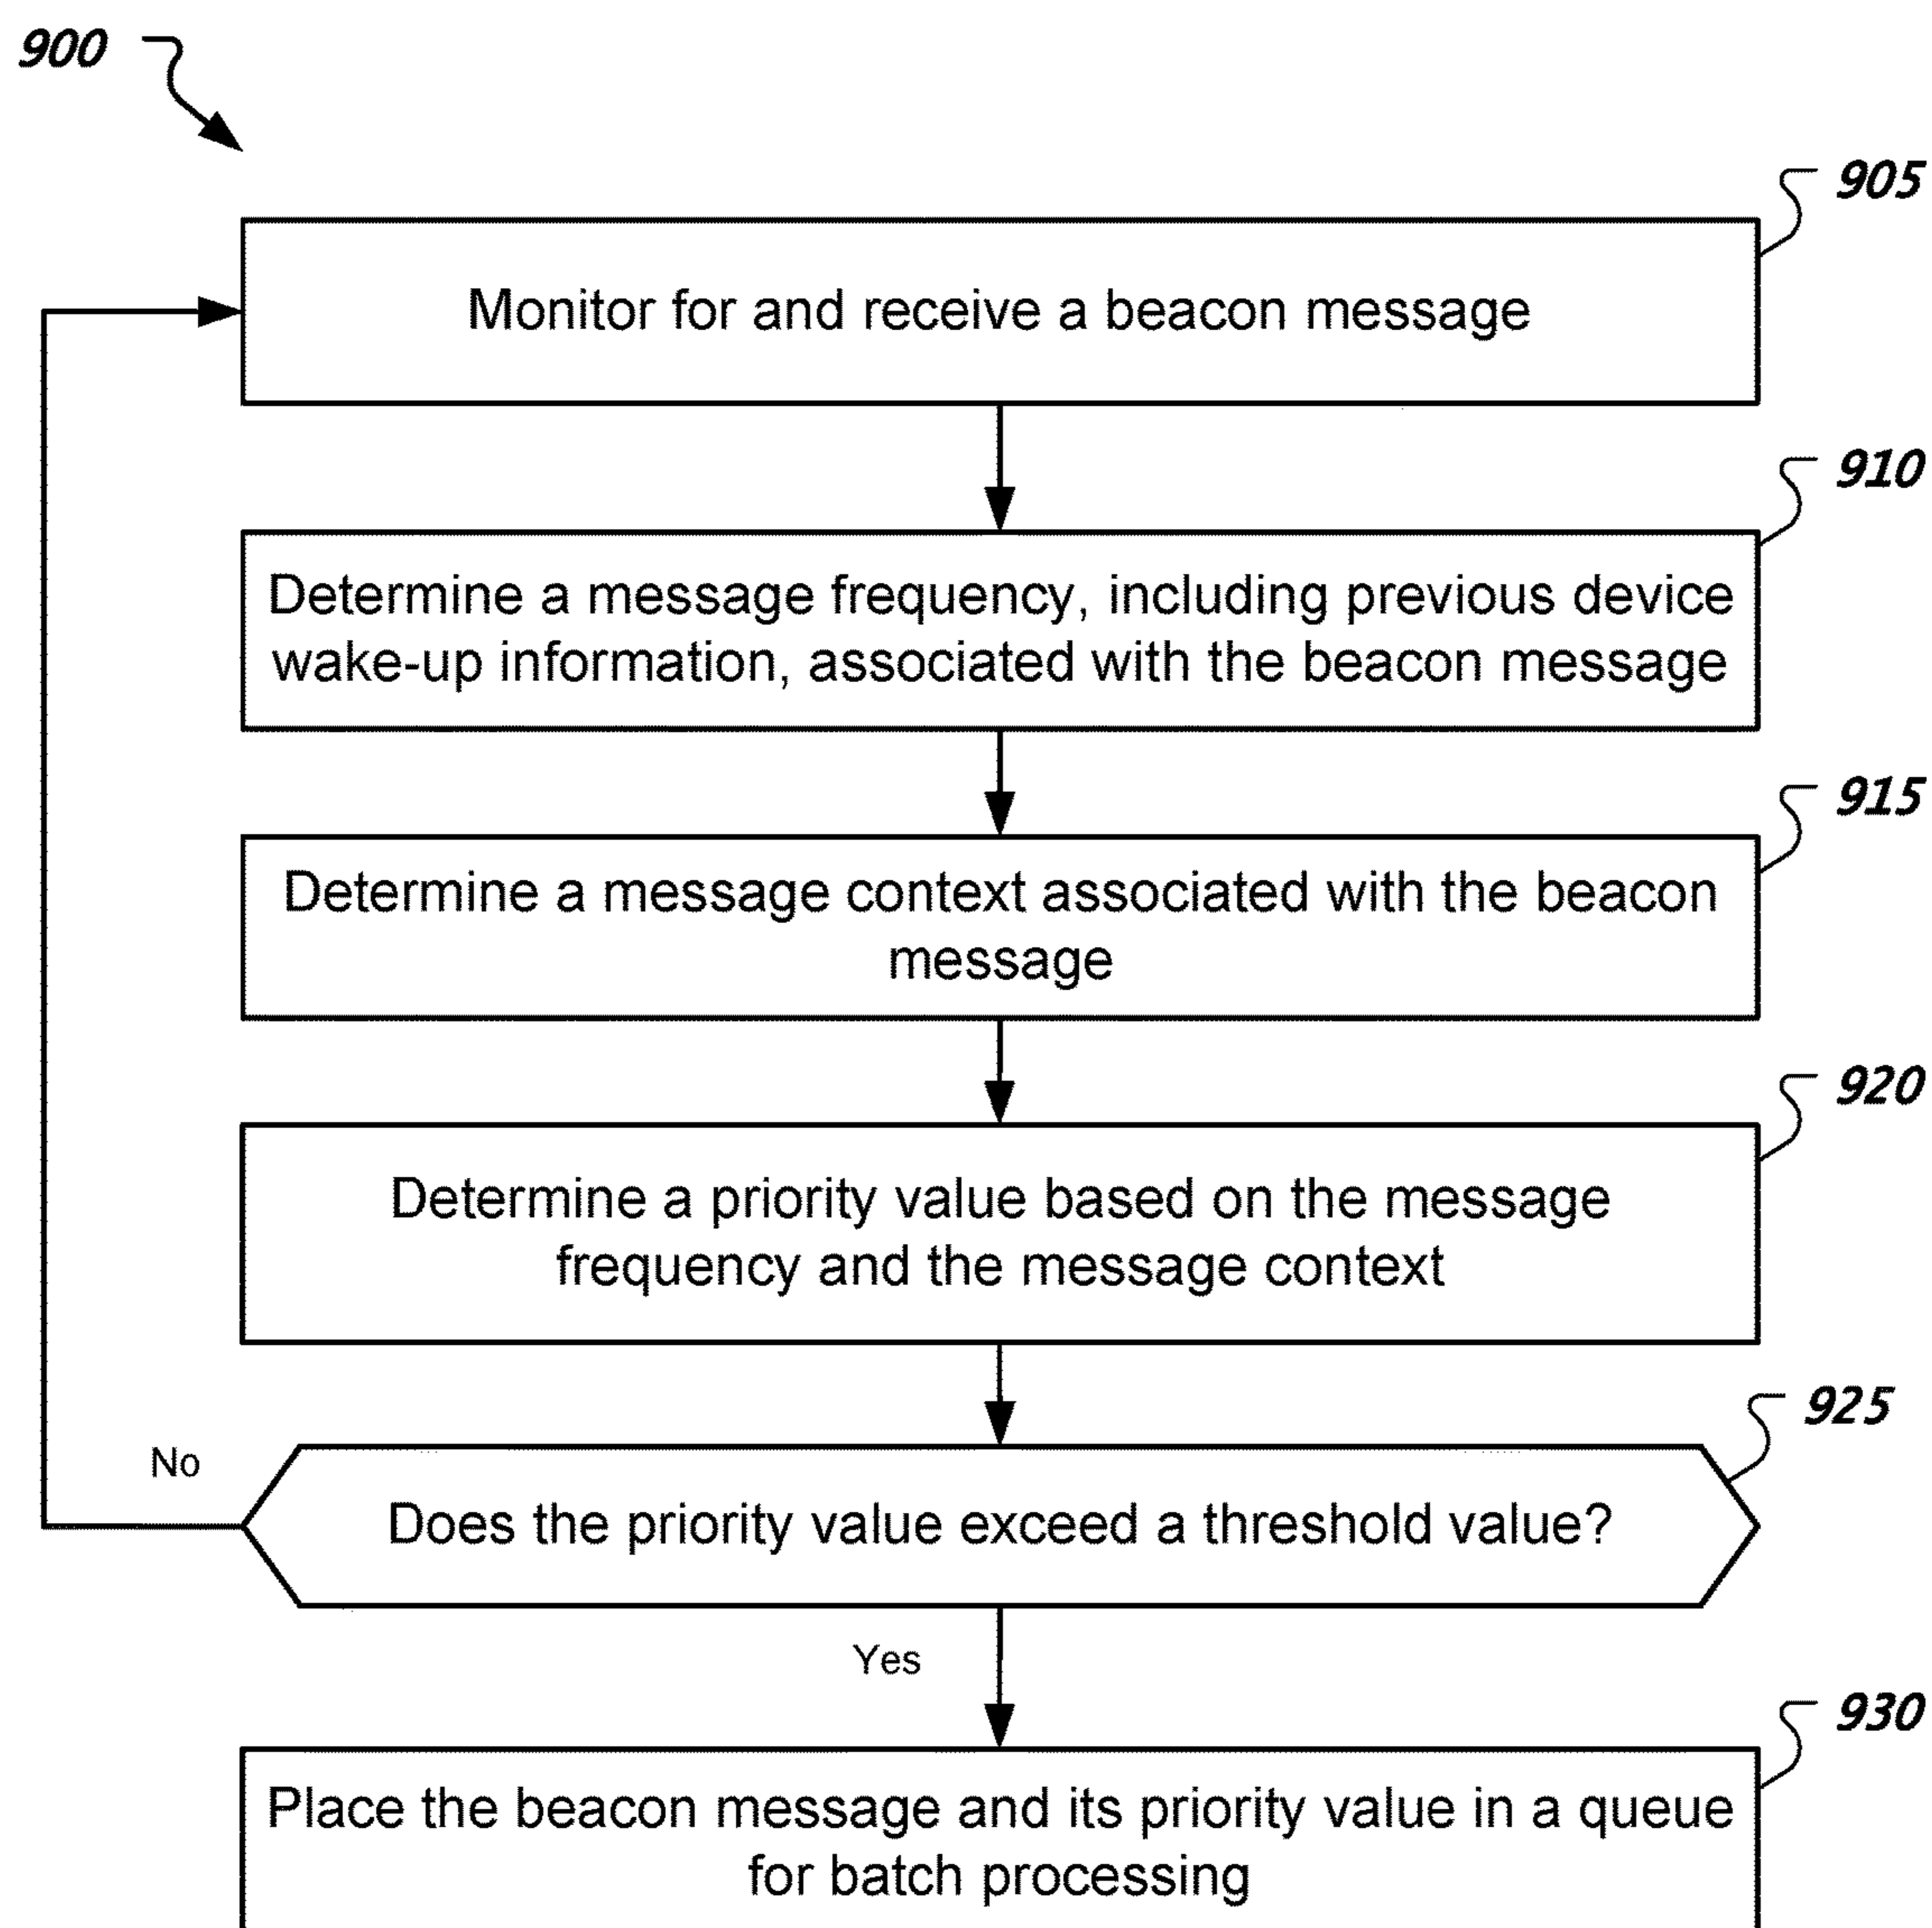 900
905
Monitor for and receive a beacon message
910
Determine a message frequency, including previous device
wake-up information, associated with the beacon message
915
Determine a message context associated with the beacon
message
920
Determine a priority value based on the message
frequency and the message context
925
No
Does the priority value exceed a threshold value?
Yes
930
Place the beacon message and its priority value in a queue
for batch processing